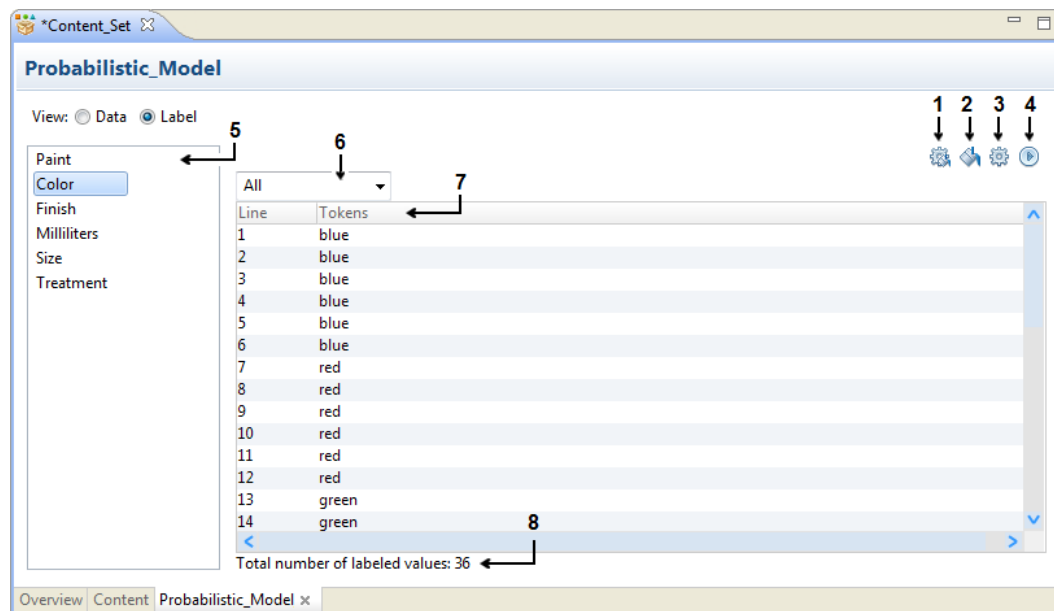 *Content_Set
Probabilistic_Model
View: Data Label
1 2 3 4
5
6
7
Paint
Color
Finish
Milliliters
Size
Treatment
All
Line Tokens
1 blue
2 blue
3 blue
4 blue
5 blue
6 blue
7 red
8 red
9 red
10 red
11 red
12 red
13 green
14 green
8
Total number of labeled values: 36
Overview Content Probabilistic_Model